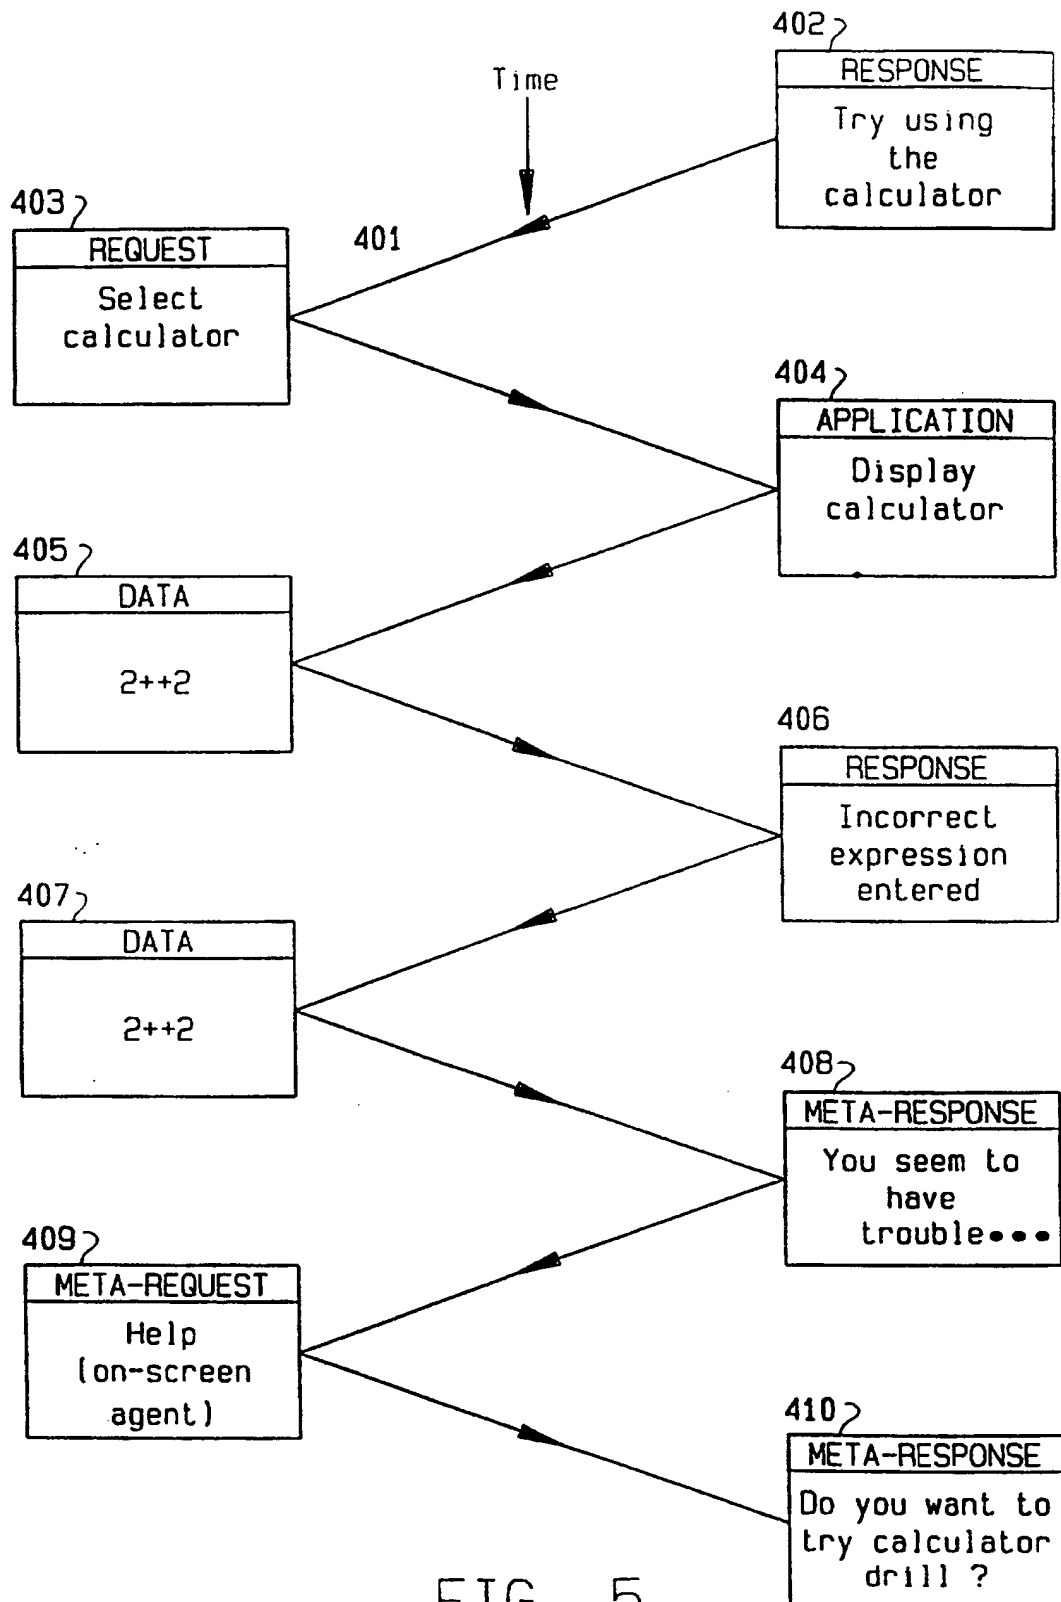 402
RESPONSE
Try using
the
calculator
Time
403
REQUEST
Select
calculator
401
404
APPLICATION
Display
calculator
405
DATA
2++2
406
RESPONSE
Incorrect
expression
entered
407
DATA
2++2
408
META-RESPONSE
You seem to
have
trouble•••
409
META-REQUEST
Help
(on-screen
agent)
410
META-RESPONSE
Do you want to
try calculator
drill ?
FIG. 5